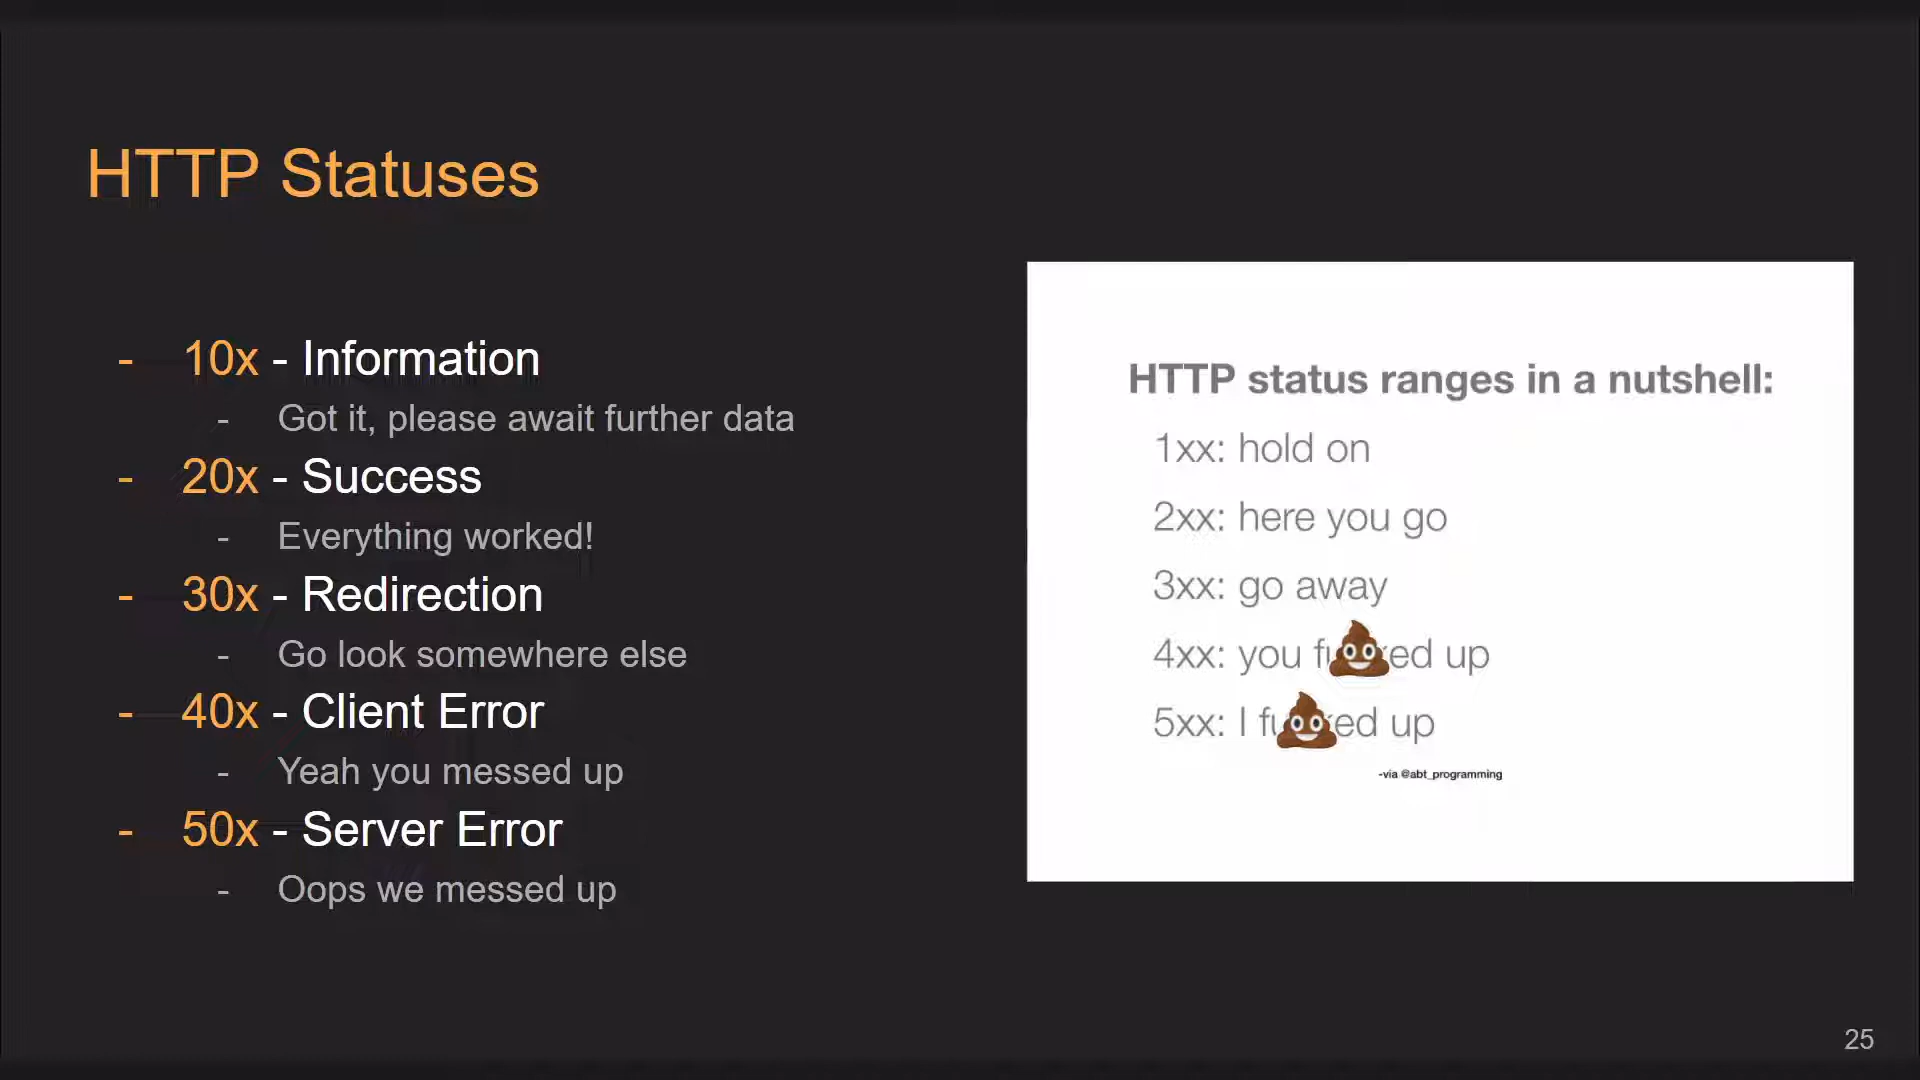 HTTP Statuses
- 10x - Information
- Got it, please await further data
- 20x - Success
- Everything worked!
- 30x - Redirection
- Go look somewhere else
- 40x - Client Error
- Yeah you messed up
- 50x - Server Error
- Oops we messed up
HTTP status ranges in a nutshell:
1xx: hold on
2xx: here you go
3xx: go away
4xx: you fu💩ed up
5xx: I fu💩ed up
-via @abt_programming
25